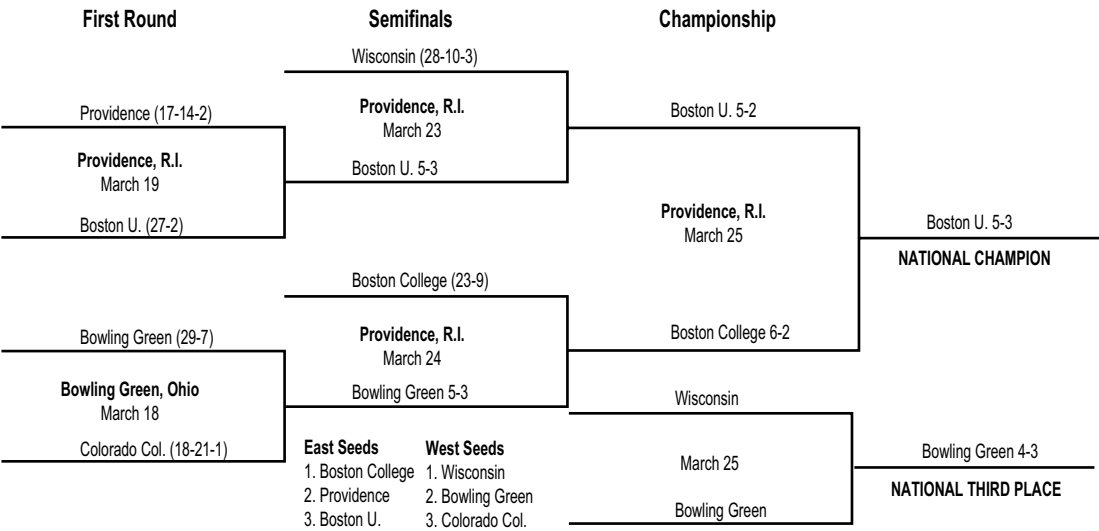 First Round
Semifinals
Championship
Wisconsin (28-10-3)
Providence (17-14-2)
Providence, R.I.
March 23
Boston U. 5-2
Providence, R.I.
March 19
Boston U. 5-3
Boston U. (27-2)
Providence, R.I.
March 25
Boston U. 5-3
NATIONAL CHAMPION
Boston College (23-9)
Bowling Green (29-7)
Providence, R.I.
March 24
Boston College 6-2
Bowling Green, Ohio
March 18
Bowling Green 5-3
Wisconsin
Colorado Col. (18-21-1)
East Seeds
1. Boston College
2. Providence
3. Boston U.
West Seeds
1. Wisconsin
2. Bowling Green
3. Colorado Col.
March 25
Bowling Green 4-3
NATIONAL THIRD PLACE
Bowling Green